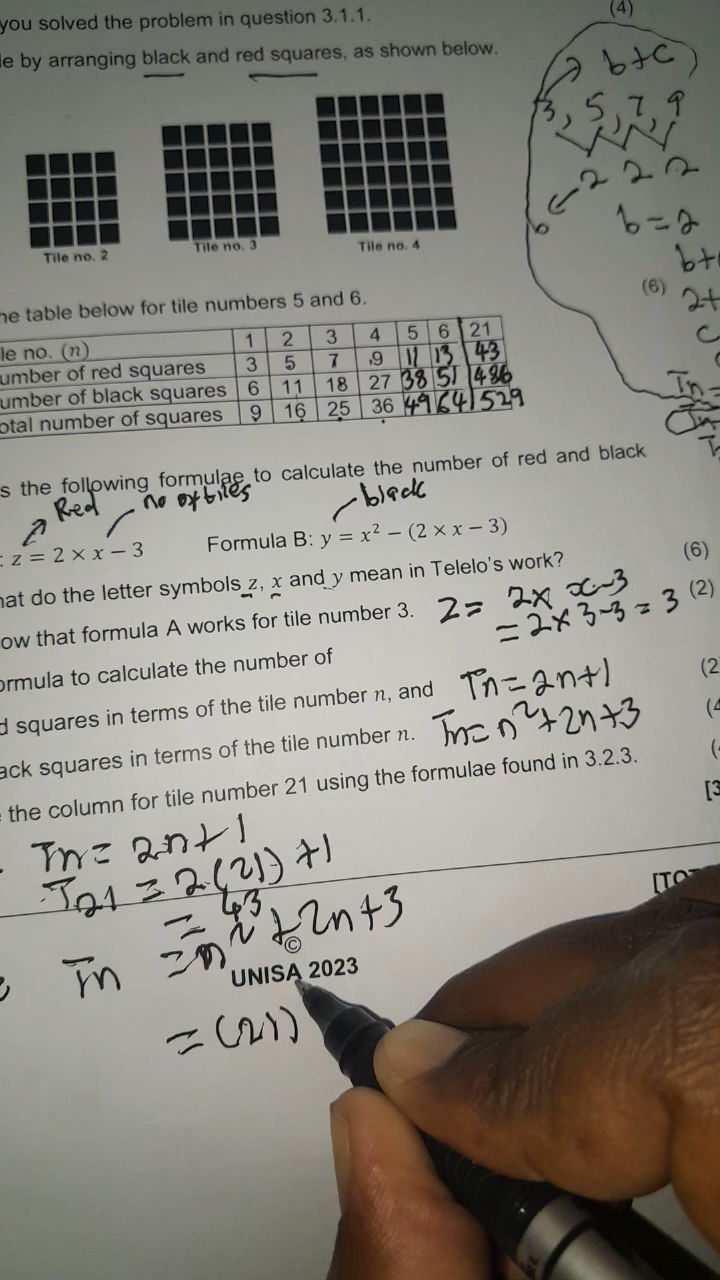 you solved the problem in question 3.1.1.
(4)
le by arranging black and red squares, as shown below.
b+c
3, 5, 7, 9
2 2 2
b
b = 2
b+
2+
c
Tn=
Tile no. 2
Tile no. 3
Tile no. 4
he table below for tile numbers 5 and 6.
(6)
le no. (n) 1 2 3 4 5 6 21
umber of red squares 3 5 7 9 11 13 43
umber of black squares 6 11 18 27 38 51 486
otal number of squares 9 16 25 36 49 64 529
s the following formulae to calculate the number of red and black
Red no of tiles black
: z = 2 × x − 3 Formula B: y = x² − (2 × x − 3)
hat do the letter symbols z, x and y mean in Telelo's work? (6)
ow that formula A works for tile number 3. (2)
Z = 2x x-3
= 2x3-3 = 3
ormula to calculate the number of
d squares in terms of the tile number n, and Tn = 2n+1 (2
ack squares in terms of the tile number n. Tn = n²+2n+3 (4
the column for tile number 21 using the formulae found in 3.2.3. (
[3
Tn = 2n+1
T21 = 2(21)+1
= 43
[TOT
Tn = n²+2n+3
©
UNISA 2023
= (21)